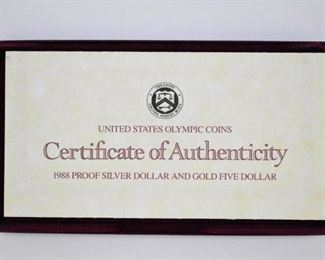 UNITED STATES OLYMPIC COINS
Certificate of Authenticity
1988 PROOF SILVER DOLLAR AND GOLD FIVE DOLLAR